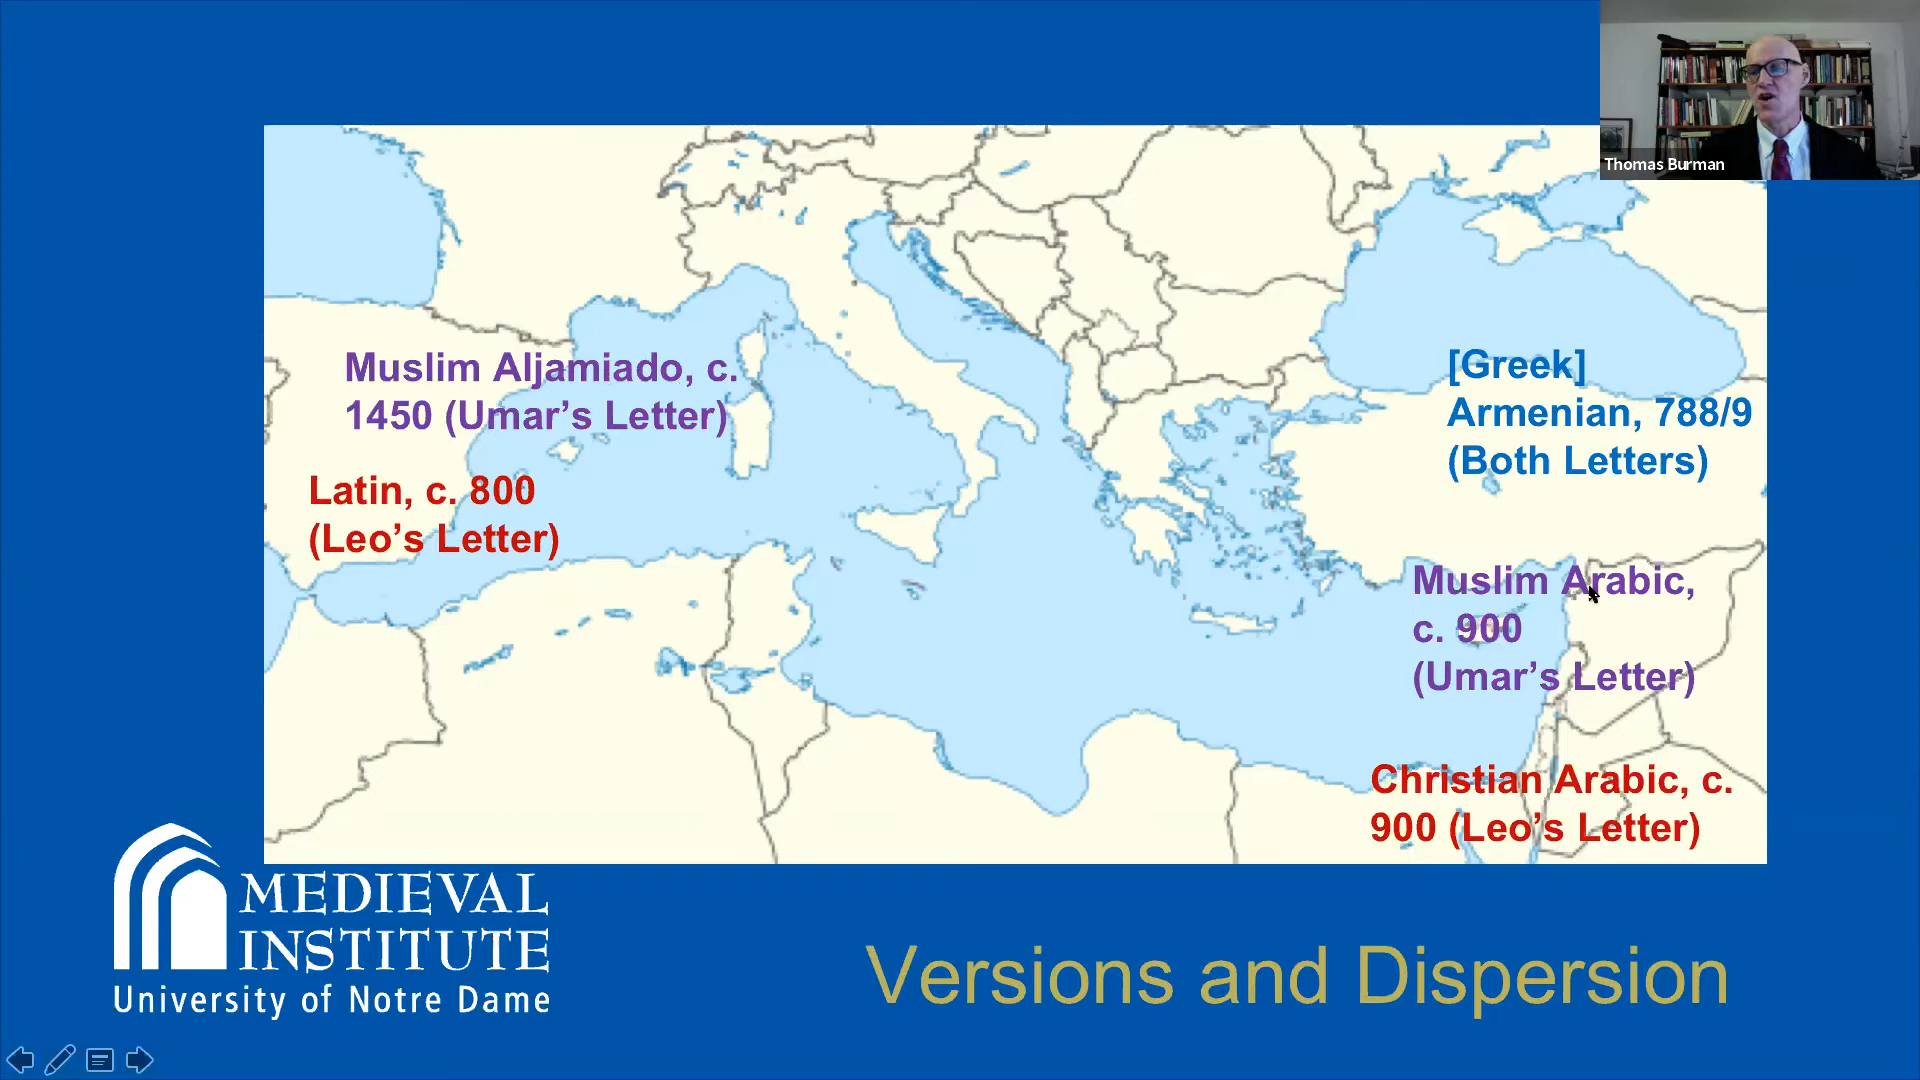 Thomas Burman
Muslim Aljamiado, c.
1450 (Umar’s Letter)
Latin, c. 800
(Leo’s Letter)
[Greek]
Armenian, 788/9
(Both Letters)
Muslim Arabic,
c. 900
(Umar’s Letter)
Christian Arabic, c.
900 (Leo’s Letter)
MEDIEVAL
INSTITUTE
University of Notre Dame
Versions and Dispersion